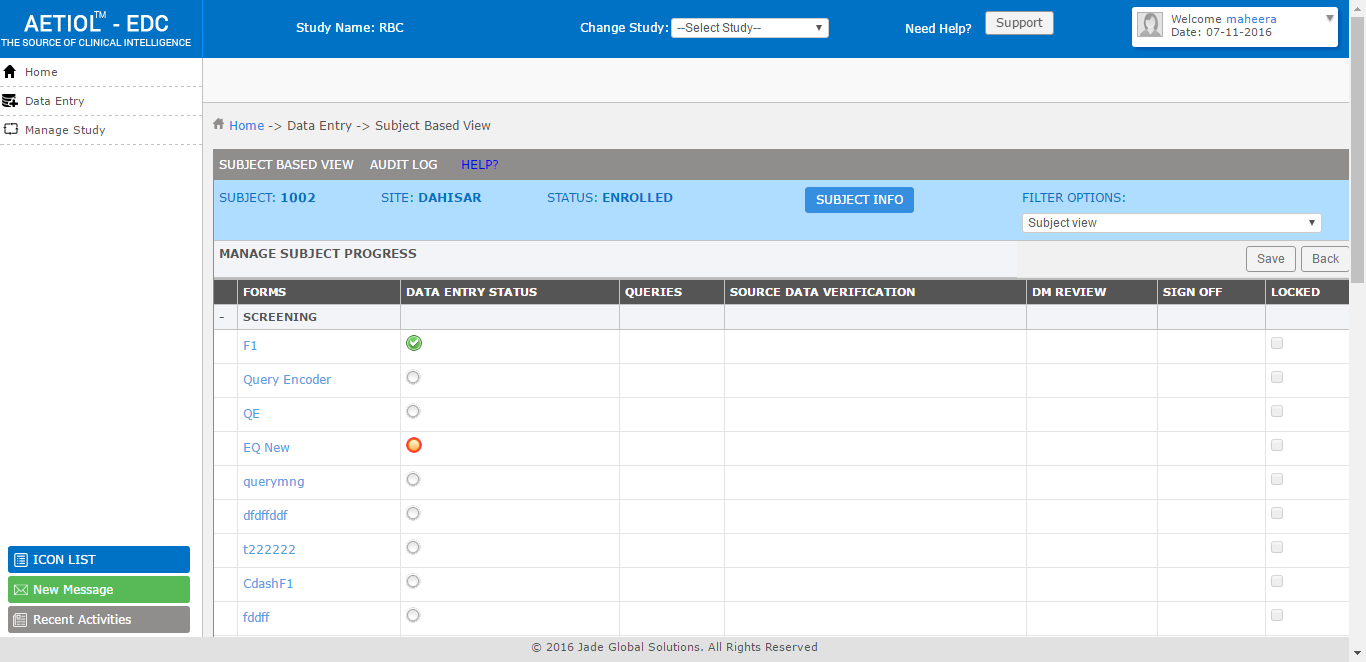 AETIOL™ - EDC
THE SOURCE OF CLINICAL INTELLIGENCE
Study Name: RBC
Change Study: --Select Study--
Need Help? Support
Welcome maheera
Date: 07-11-2016
Home
Data Entry
Manage Study
Home -> Data Entry -> Subject Based View
SUBJECT BASED VIEW AUDIT LOG HELP?
SUBJECT: 1002 SITE: DAHISAR STATUS: ENROLLED SUBJECT INFO FILTER OPTIONS:
Subject view
MANAGE SUBJECT PROGRESS
Save Back
FORMS DATA ENTRY STATUS QUERIES SOURCE DATA VERIFICATION DM REVIEW SIGN OFF LOCKED
- SCREENING
F1
Query Encoder
QE
EQ New
querymng
dfdffddf
t222222
CdashF1
fddff
ICON LIST
New Message
Recent Activities
© 2016 Jade Global Solutions. All Rights Reserved